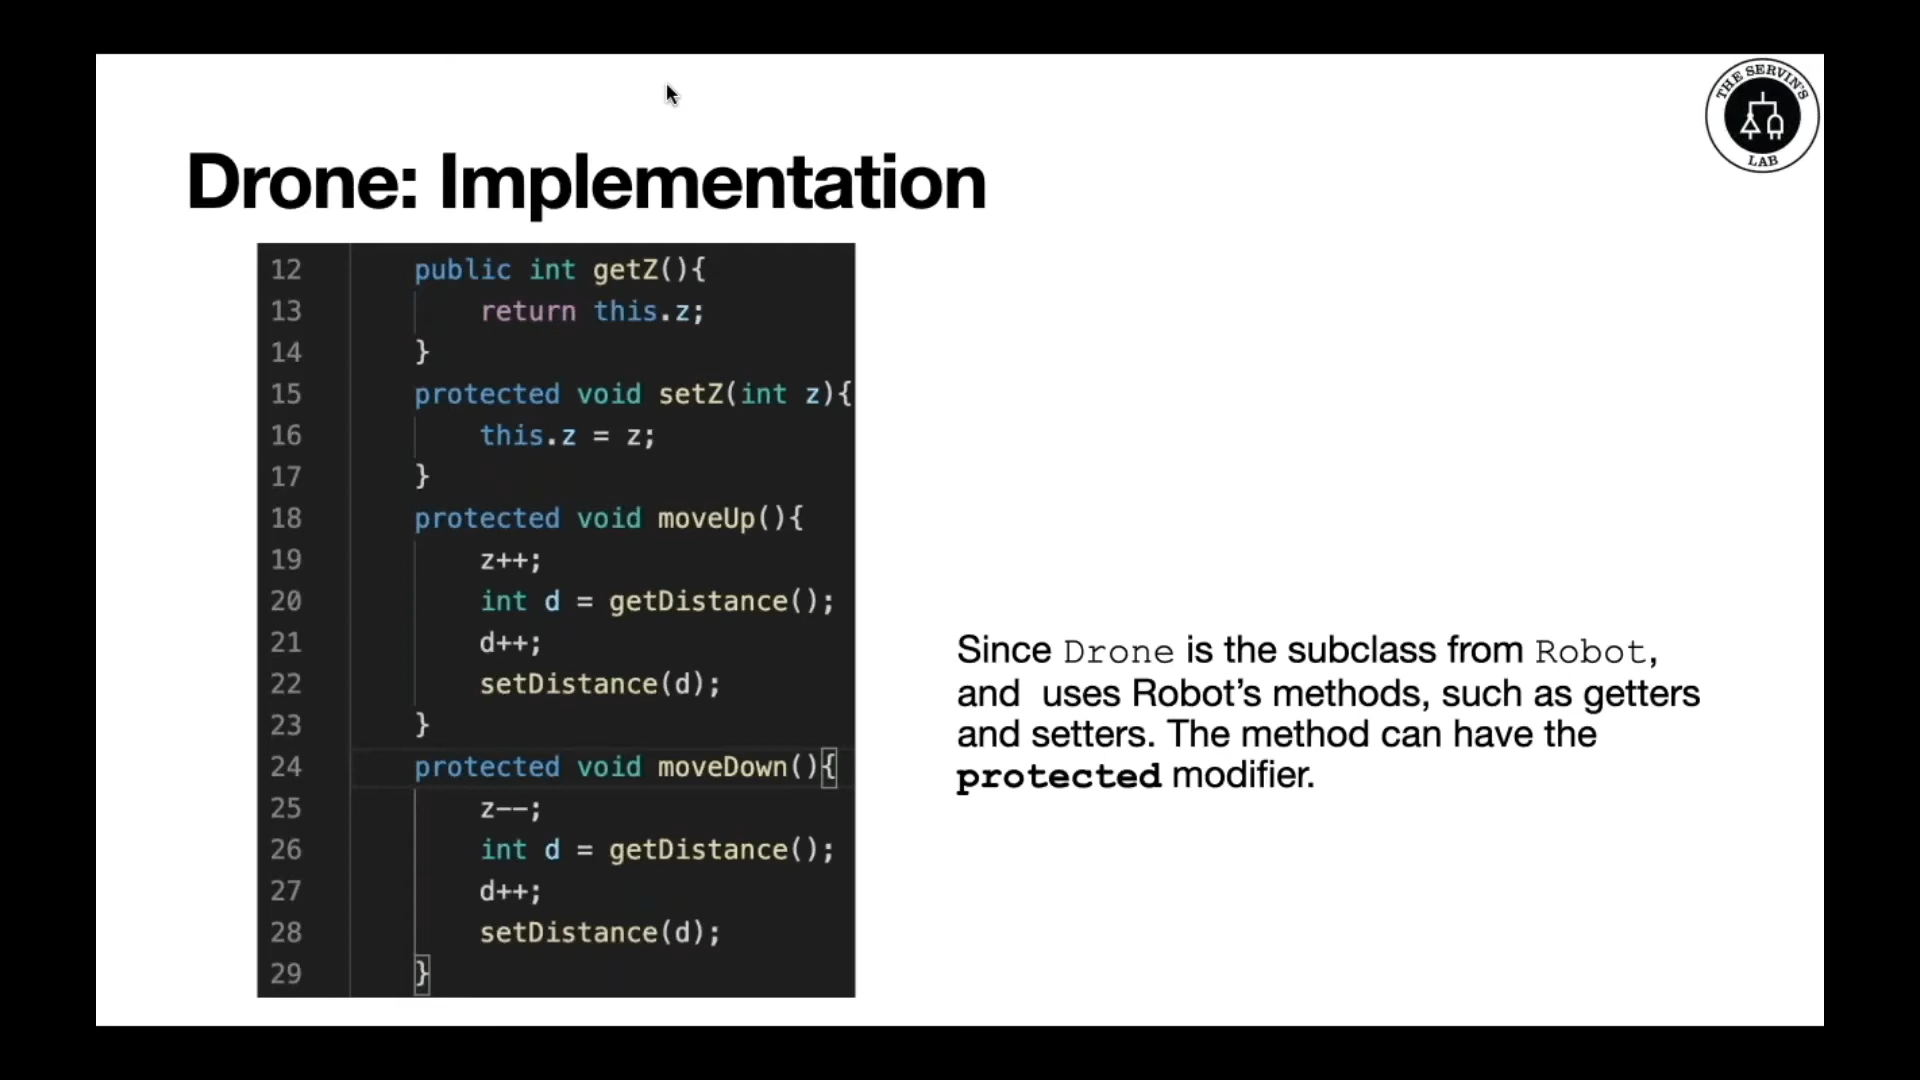 THE SERVIN'S
LAB
Drone: Implementation
12 public int getZ(){
13 return this.z;
14 }
15 protected void setZ(int z){
16 this.z = z;
17 }
18 protected void moveUp(){
19 z++;
20 int d = getDistance();
21 d++;
22 setDistance(d);
23 }
24 protected void moveDown(){
25 z--;
26 int d = getDistance();
27 d++;
28 setDistance(d);
29 }
Since Drone is the subclass from Robot,
and  uses Robot’s methods, such as getters
and setters. The method can have the
protected modifier.